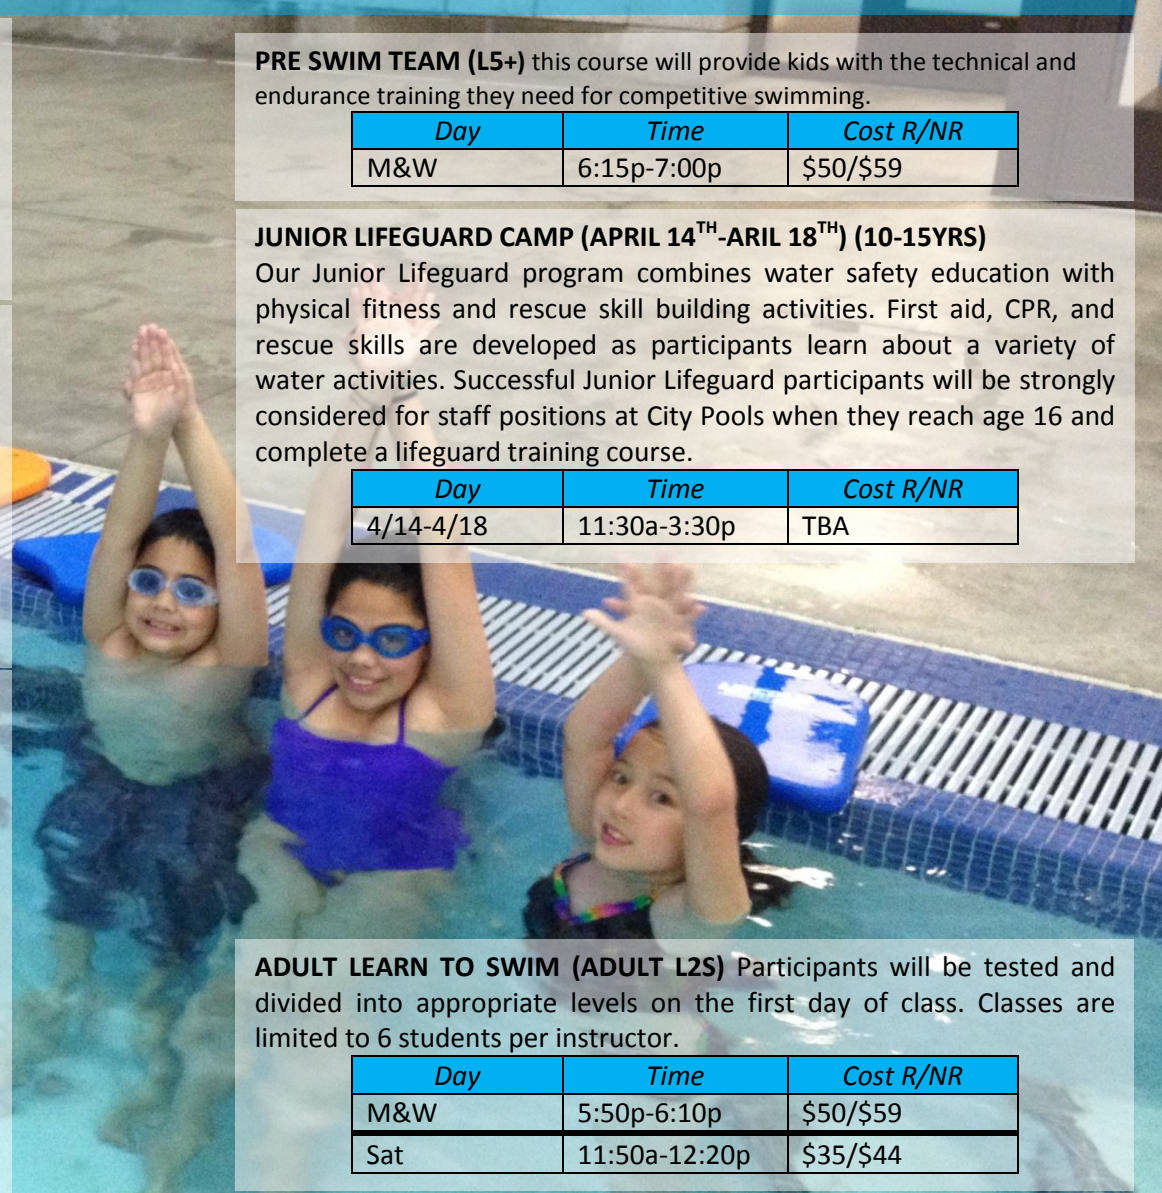 PRE SWIM TEAM (L5+) this course will provide kids with the technical and
endurance training they need for competitive swimming.
Day Time Cost R/NR
M&W 6:15p-7:00p $50/$59
JUNIOR LIFEGUARD CAMP (APRIL 14TH-ARIL 18TH) (10-15YRS)
Our Junior Lifeguard program combines water safety education with
physical fitness and rescue skill building activities. First aid, CPR, and
rescue skills are developed as participants learn about a variety of
water activities. Successful Junior Lifeguard participants will be strongly
considered for staff positions at City Pools when they reach age 16 and
complete a lifeguard training course.
Day Time Cost R/NR
4/14-4/18 11:30a-3:30p TBA
ADULT LEARN TO SWIM (ADULT L2S) Participants will be tested and
divided into appropriate levels on the first day of class. Classes are
limited to 6 students per instructor.
Day Time Cost R/NR
M&W 5:50p-6:10p $50/$59
Sat 11:50a-12:20p $35/$44